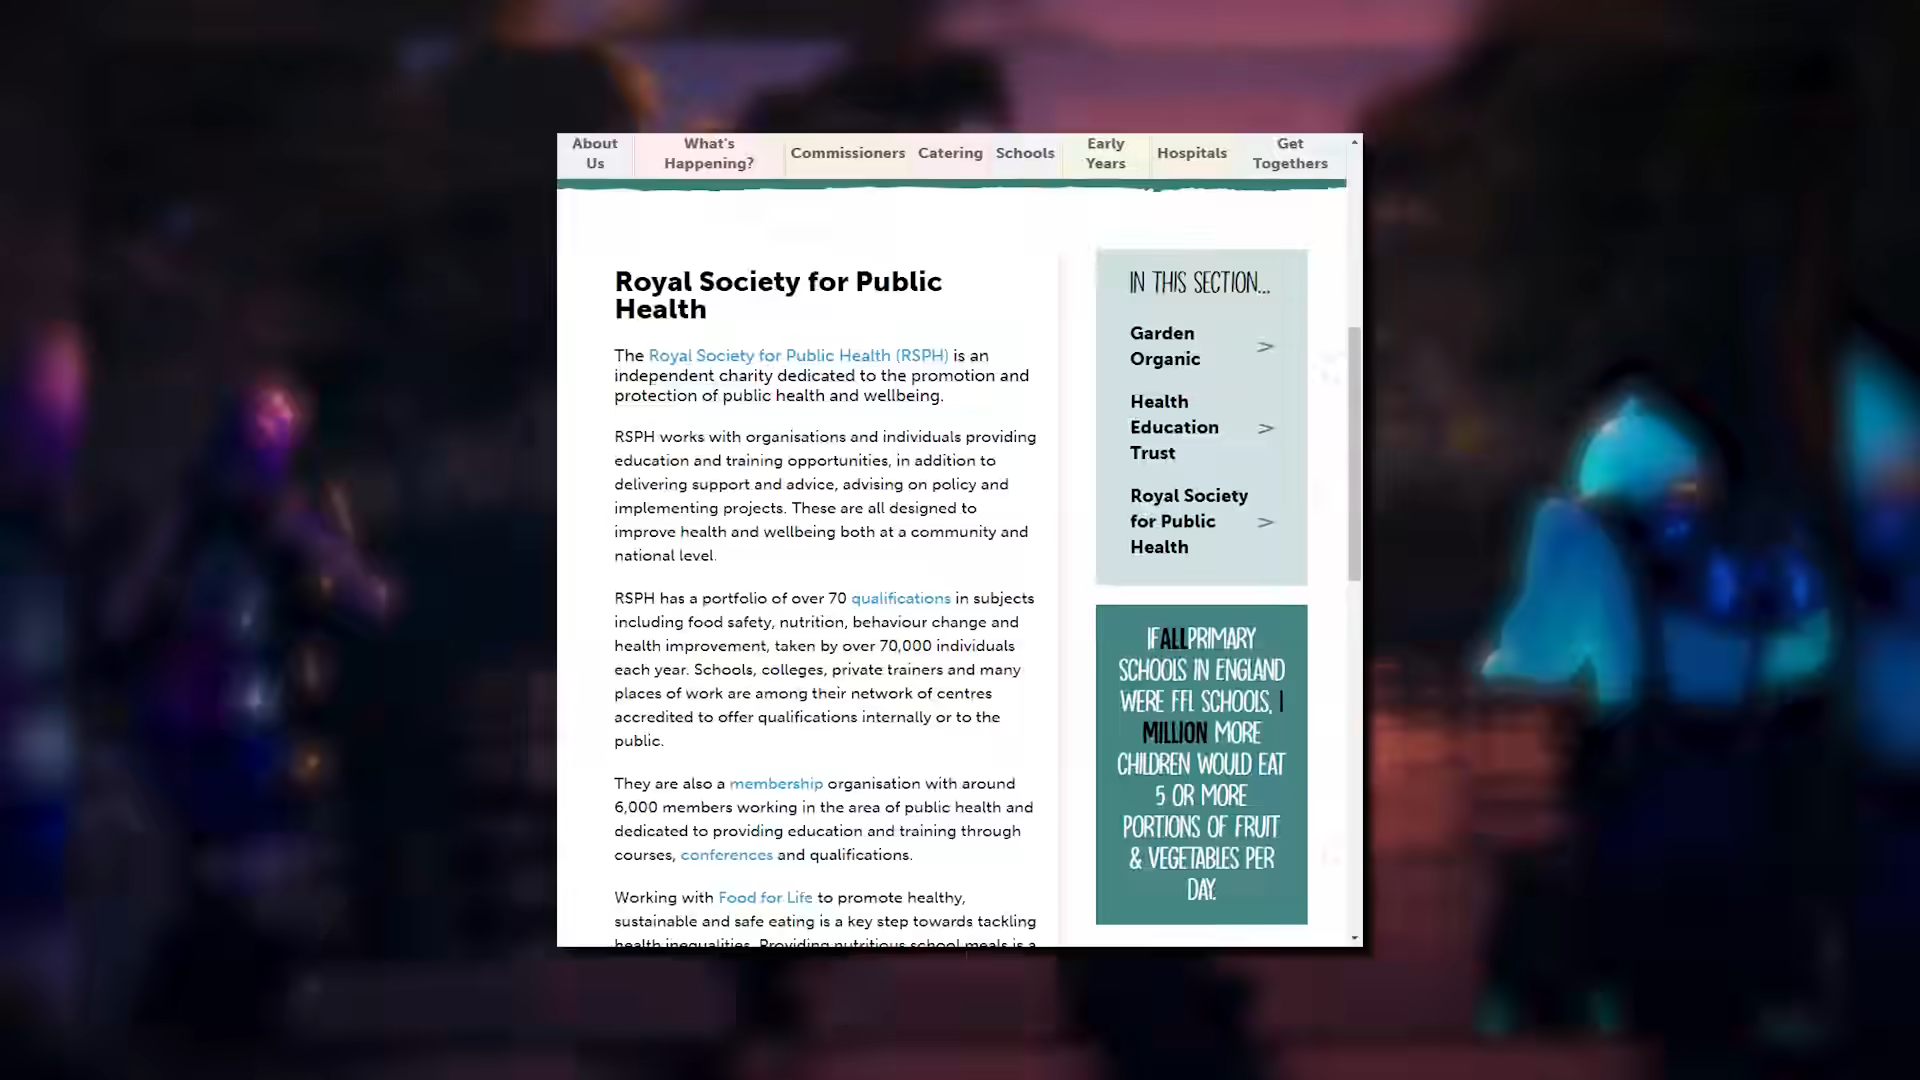 About Us
What's Happening?
Commissioners
Catering
Schools
Early Years
Hospitals
Get Togethers
Royal Society for Public
Health
The Royal Society for Public Health (RSPH) is an
independent charity dedicated to the promotion and
protection of public health and wellbeing.
RSPH works with organisations and individuals providing
education and training opportunities, in addition to
delivering support and advice, advising on policy and
implementing projects. These are all designed to
improve health and wellbeing both at a community and
national level.
RSPH has a portfolio of over 70 qualifications in subjects
including food safety, nutrition, behaviour change and
health improvement, taken by over 70,000 individuals
each year. Schools, colleges, private trainers and many
places of work are among their network of centres
accredited to offer qualifications internally or to the
public.
They are also a membership organisation with around
6,000 members working in the area of public health and
dedicated to providing education and training through
courses, conferences and qualifications.
Working with Food for Life to promote healthy,
sustainable and safe eating is a key step towards tackling
health inequalities. Providing nutritious school meals is a
IN THIS SECTION...
Garden
Organic
>
Health
Education
Trust
>
Royal Society
for Public
Health
>
IF ALL PRIMARY
SCHOOLS IN ENGLAND
WERE FFL SCHOOLS, 1
MILLION MORE
CHILDREN WOULD EAT
5 OR MORE
PORTIONS OF FRUIT
& VEGETABLES PER
DAY.